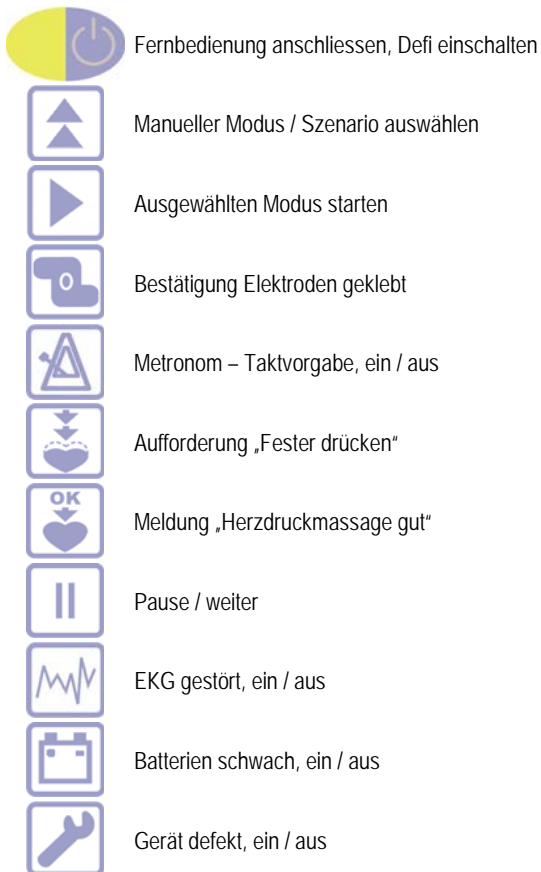 Fernbedienung anschliessen, Defi einschalten
Manueller Modus / Szenario auswählen
Ausgewählten Modus starten
Bestätigung Elektroden geklebt
Metronom – Taktvorgabe, ein / aus
Aufforderung „Fester drücken“
OK
Meldung „Herzdruckmassage gut“
Pause / weiter
EKG gestört, ein / aus
Batterien schwach, ein / aus
Gerät defekt, ein / aus